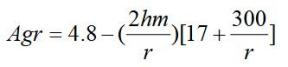 Agr = 4.8 – (2hm/r)[17 + 300/r]